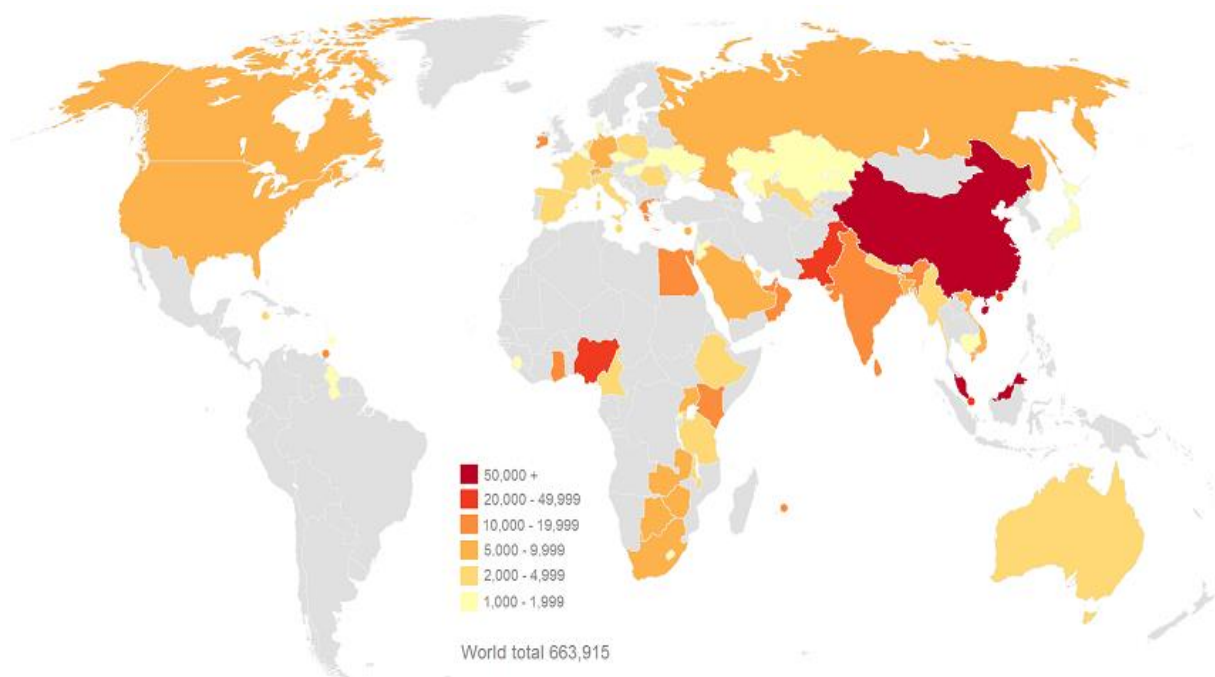 50,000 +
20,000 - 49,999
10,000 - 19,999
5,000 - 9,999
2,000 - 4,999
1,000 - 1,999
World total 663,915